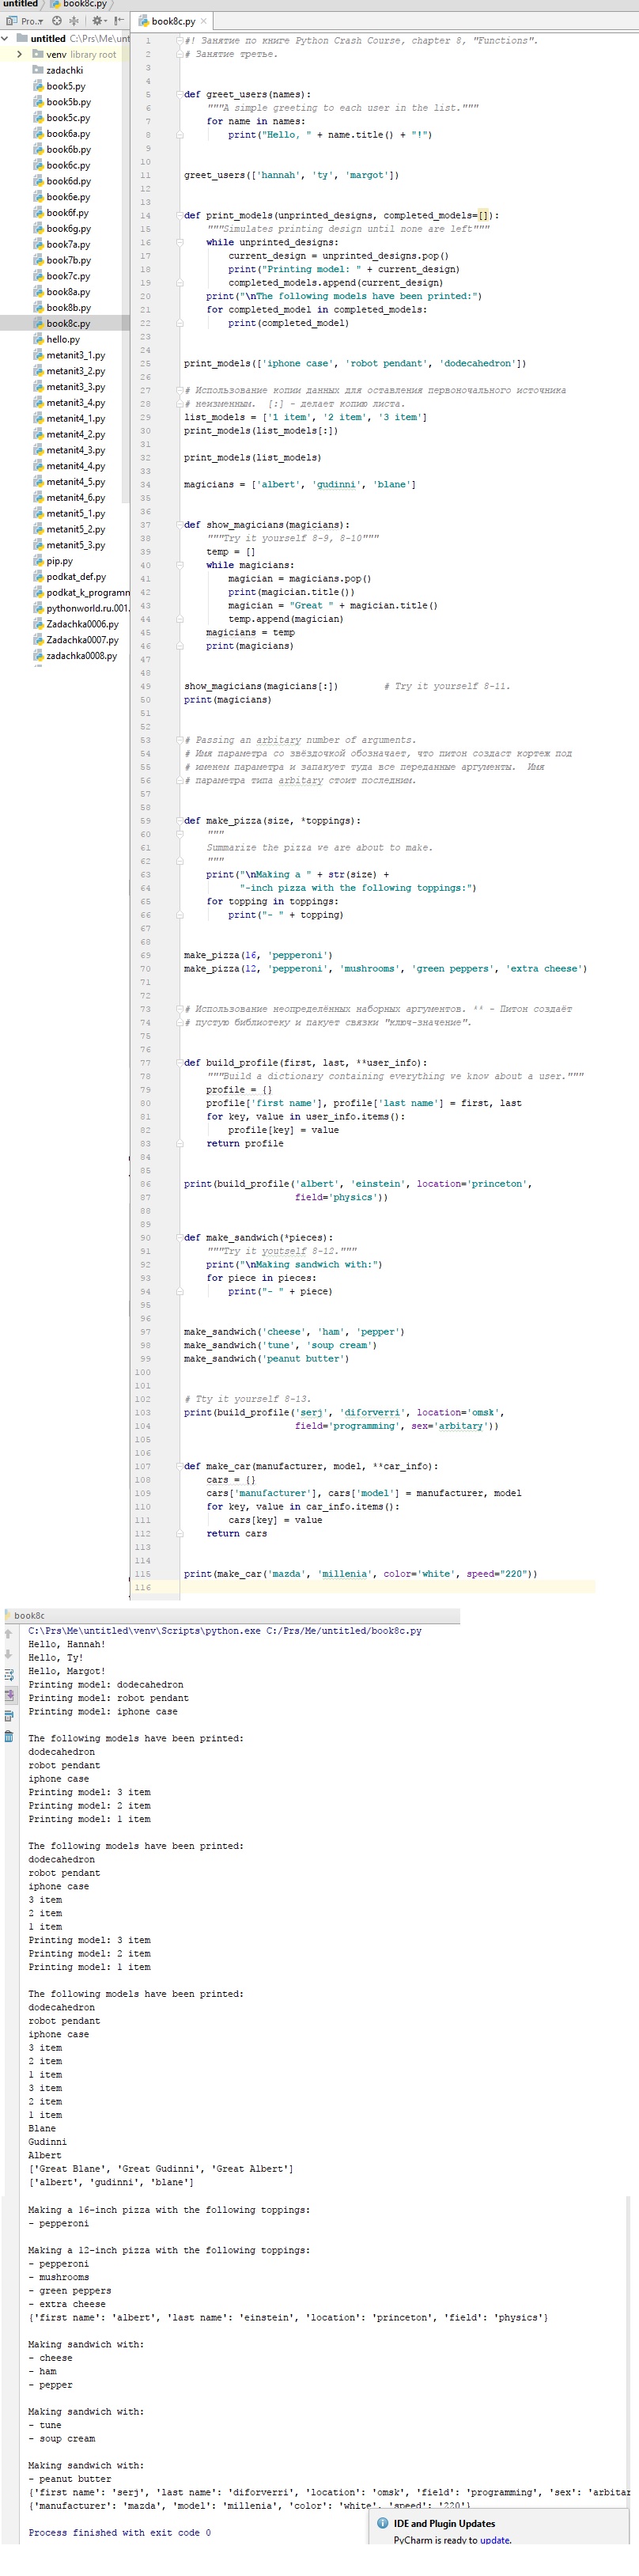 untitled book8c.py
Pro...
book8c.py
untitled C:\Prs\Me\unt
venv library root
zadachki
book5.py
book5b.py
book5c.py
book6a.py
book6b.py
book6c.py
book6d.py
book6e.py
book6f.py
book6g.py
book7a.py
book7b.py
book7c.py
book8a.py
book8b.py
book8c.py
hello.py
metanit3_1.py
metanit3_2.py
metanit3_3.py
metanit3_4.py
metanit4_1.py
metanit4_2.py
metanit4_3.py
metanit4_4.py
metanit4_5.py
metanit4_6.py
metanit5_1.py
metanit5_2.py
metanit5_3.py
pip.py
podkat_def.py
podkat_k_programm
pythonworld.ru.001.
Zadachka0006.py
Zadachka0007.py
zadachka0008.py
1 #! Занятие по книге Python Crash Course, chapter 8, "Functions".
2 # Занятие третье.
3
4
5 def greet_users(names):
6 """A simple greeting to each user in the list."""
7 for name in names:
8 print("Hello, " + name.title() + "!")
9
10
11 greet_users(['hannah', 'ty', 'margot'])
12
13
14 def print_models(unprinted_designs, completed_models=[]):
15 """Simulates printing design until none are left"""
16 while unprinted_designs:
17 current_design = unprinted_designs.pop()
18 print("Printing model: " + current_design)
19 completed_models.append(current_design)
20 print("\nThe following models have been printed:")
21 for completed_model in completed_models:
22 print(completed_model)
23
24
25 print_models(['iphone case', 'robot pendant', 'dodecahedron'])
26
27 # Использование копии данных для оставления первоночального источника
28 # неизменным. [:] - делает копию листа.
29 list_models = ['1 item', '2 item', '3 item']
30 print_models(list_models[:])
31
32 print_models(list_models)
33
34 magicians = ['albert', 'gudinni', 'blane']
35
36
37 def show_magicians(magicians):
38 """Try it yourself 8-9, 8-10"""
39 temp = []
40 while magicians:
41 magician = magicians.pop()
42 print(magician.title())
43 magician = "Great " + magician.title()
44 temp.append(magician)
45 magicians = temp
46 print(magicians)
47
48
49 show_magicians(magicians[:]) # Try it yourself 8-11.
50 print(magicians)
51
52
53 # Passing an arbitary number of arguments.
54 # Имя параметра со звёздочкой обозначает, что питон создаст кортеж под
55 # именем параметра и запакует туда все переданные аргументы. Имя
56 # параметра типа arbitary стоит последним.
57
58
59 def make_pizza(size, *toppings):
60 """
61 Summarize the pizza we are about to make.
62 """
63 print("\nMaking a " + str(size) +
64 "-inch pizza with the following toppings:")
65 for topping in toppings:
66 print("- " + topping)
67
68
69 make_pizza(16, 'pepperoni')
70 make_pizza(12, 'pepperoni', 'mushrooms', 'green peppers', 'extra cheese')
71
72
73 # Использование неопределённых наборных аргументов. ** - Питон создаёт
74 # пустую библиотеку и пакует связки "ключ-значение".
75
76
77 def build_profile(first, last, **user_info):
78 """Build a dictionary containing everything we know about a user."""
79 profile = {}
80 profile['first name'], profile['last name'] = first, last
81 for key, value in user_info.items():
82 profile[key] = value
83 return profile
84
85
86 print(build_profile('albert', 'einstein', location='princeton',
87 field='physics'))
88
89
90 def make_sandwich(*pieces):
91 """Try it youtself 8-12."""
92 print("\nMaking sandwich with:")
93 for piece in pieces:
94 print("- " + piece)
95
96
97 make_sandwich('cheese', 'ham', 'pepper')
98 make_sandwich('tune', 'soup cream')
99 make_sandwich('peanut butter')
100
101
102 # Tty it yourself 8-13.
103 print(build_profile('serj', 'diforverri', location='omsk',
104 field='programming', sex='arbitary'))
105
106
107 def make_car(manufacturer, model, **car_info):
108 cars = {}
109 cars['manufacturer'], cars['model'] = manufacturer, model
110 for key, value in car_info.items():
111 cars[key] = value
112 return cars
113
114
115 print(make_car('mazda', 'millenia', color='white', speed="220"))
116
book8c
C:\Prs\Me\untitled\venv\Scripts\python.exe C:/Prs/Me/untitled/book8c.py
Hello, Hannah!
Hello, Ty!
Hello, Margot!
Printing model: dodecahedron
Printing model: robot pendant
Printing model: iphone case

The following models have been printed:
dodecahedron
robot pendant
iphone case
Printing model: 3 item
Printing model: 2 item
Printing model: 1 item

The following models have been printed:
dodecahedron
robot pendant
iphone case
3 item
2 item
1 item
Printing model: 3 item
Printing model: 2 item
Printing model: 1 item

The following models have been printed:
dodecahedron
robot pendant
iphone case
3 item
2 item
1 item
3 item
2 item
1 item
Blane
Gudinni
Albert
['Great Blane', 'Great Gudinni', 'Great Albert']
['albert', 'gudinni', 'blane']

Making a 16-inch pizza with the following toppings:
- pepperoni

Making a 12-inch pizza with the following toppings:
- pepperoni
- mushrooms
- green peppers
- extra cheese
{'first name': 'albert', 'last name': 'einstein', 'location': 'princeton', 'field': 'physics'}

Making sandwich with:
- cheese
- ham
- pepper

Making sandwich with:
- tune
- soup cream

Making sandwich with:
- peanut butter
{'first name': 'serj', 'last name': 'diforverri', 'location': 'omsk', 'field': 'programming', 'sex': 'arbitar
{'manufacturer': 'mazda', 'model': 'millenia', 'color': 'white', 'speed': '220'}
Process finished with exit code 0
IDE and Plugin Updates
PyCharm is ready to update.